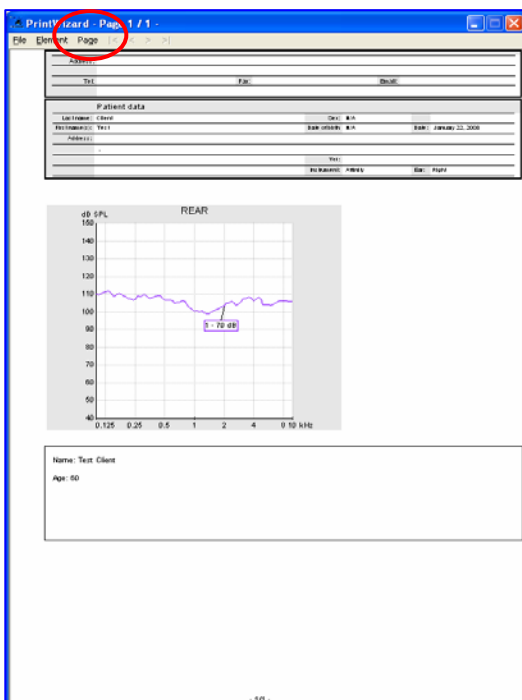 PrintWizard - Page 1 / 1 -
File Element Page |< < > >|
Address:
Tel: Fax: Email:
Patient data
Last name: Client Sex: N/A
First name(s): Test Date of birth: N/A Date: January 22, 2008
Address:
-
Tel:
Instrument: Affinity Ear: Right
dB SPL REAR
150
140
130
120
110
100
90
1 - 70 dB
80
70
60
50
40
0.125 0.25 0.5 1 2 4 8 10 kHz
Name: Test Client
Age: 60